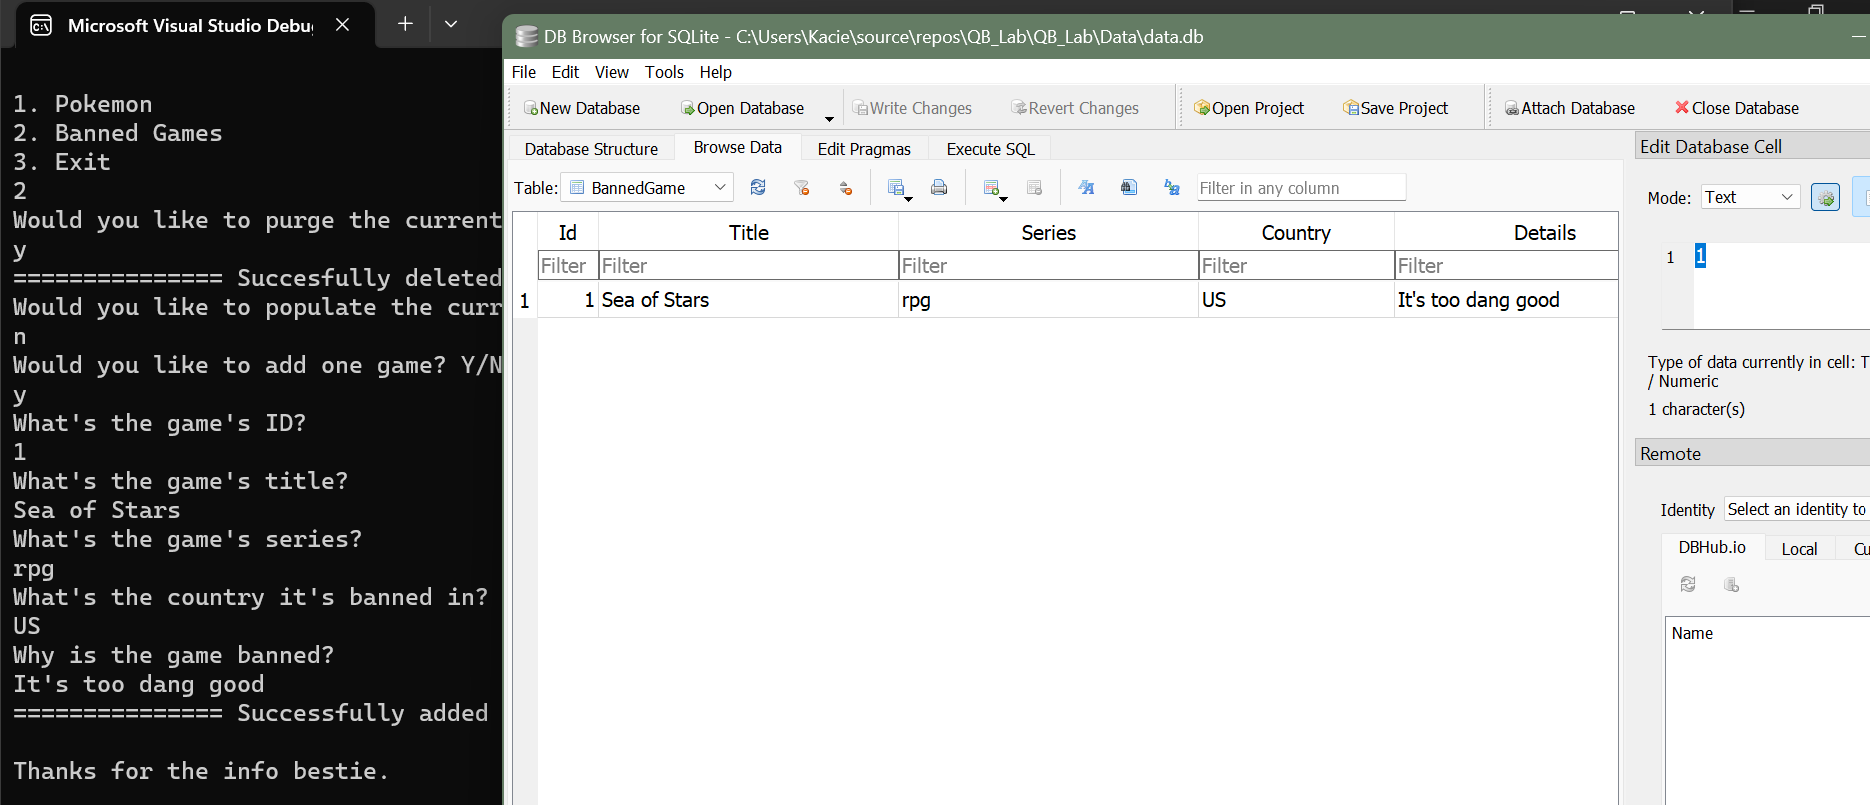 Microsoft Visual Studio Debu
1. Pokemon
2. Banned Games
3. Exit
2
Would you like to purge the current
y
=============== Succesfully deleted
Would you like to populate the curr
n
Would you like to add one game? Y/N
y
What's the game's ID?
1
What's the game's title?
Sea of Stars
What's the game's series?
rpg
What's the country it's banned in?
US
Why is the game banned?
It's too dang good
=============== Successfully added
Thanks for the info bestie.
DB Browser for SQLite - C:\Users\Kacie\source\repos\QB_Lab\QB_Lab\Data\data.db
File Edit View Tools Help
New Database Open Database Write Changes Revert Changes Open Project Save Project Attach Database Close Database
Database Structure Browse Data Edit Pragmas Execute SQL
Table: BannedGame Filter in any column
Id Title Series Country Details
Filter Filter Filter Filter Filter
1 1 Sea of Stars rpg US It's too dang good
Edit Database Cell
Mode: Text
1 1
Type of data currently in cell: T
/ Numeric
1 character(s)
Remote
Identity Select an identity to
DBHub.io Local Cu
Name